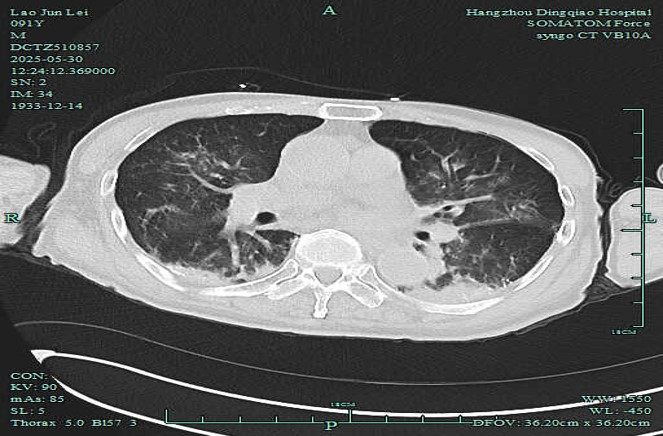 Lao Jun Lei
091Y
M
DCTZ510857
2025-05-30
12:24:12.369000
SN: 2
IM: 34
1933-12-14
A
Hangzhou Dingqiao Hospital
SOMATOM Force
syngo CT VB10A
R
L
18CM
CON:
KV: 90
mAs: 85
SL: 5
Thorax 5.0 Bl57 3
18CM
P
WW: 1550
WL: -450
DFOV: 36.20cm x 36.20cm